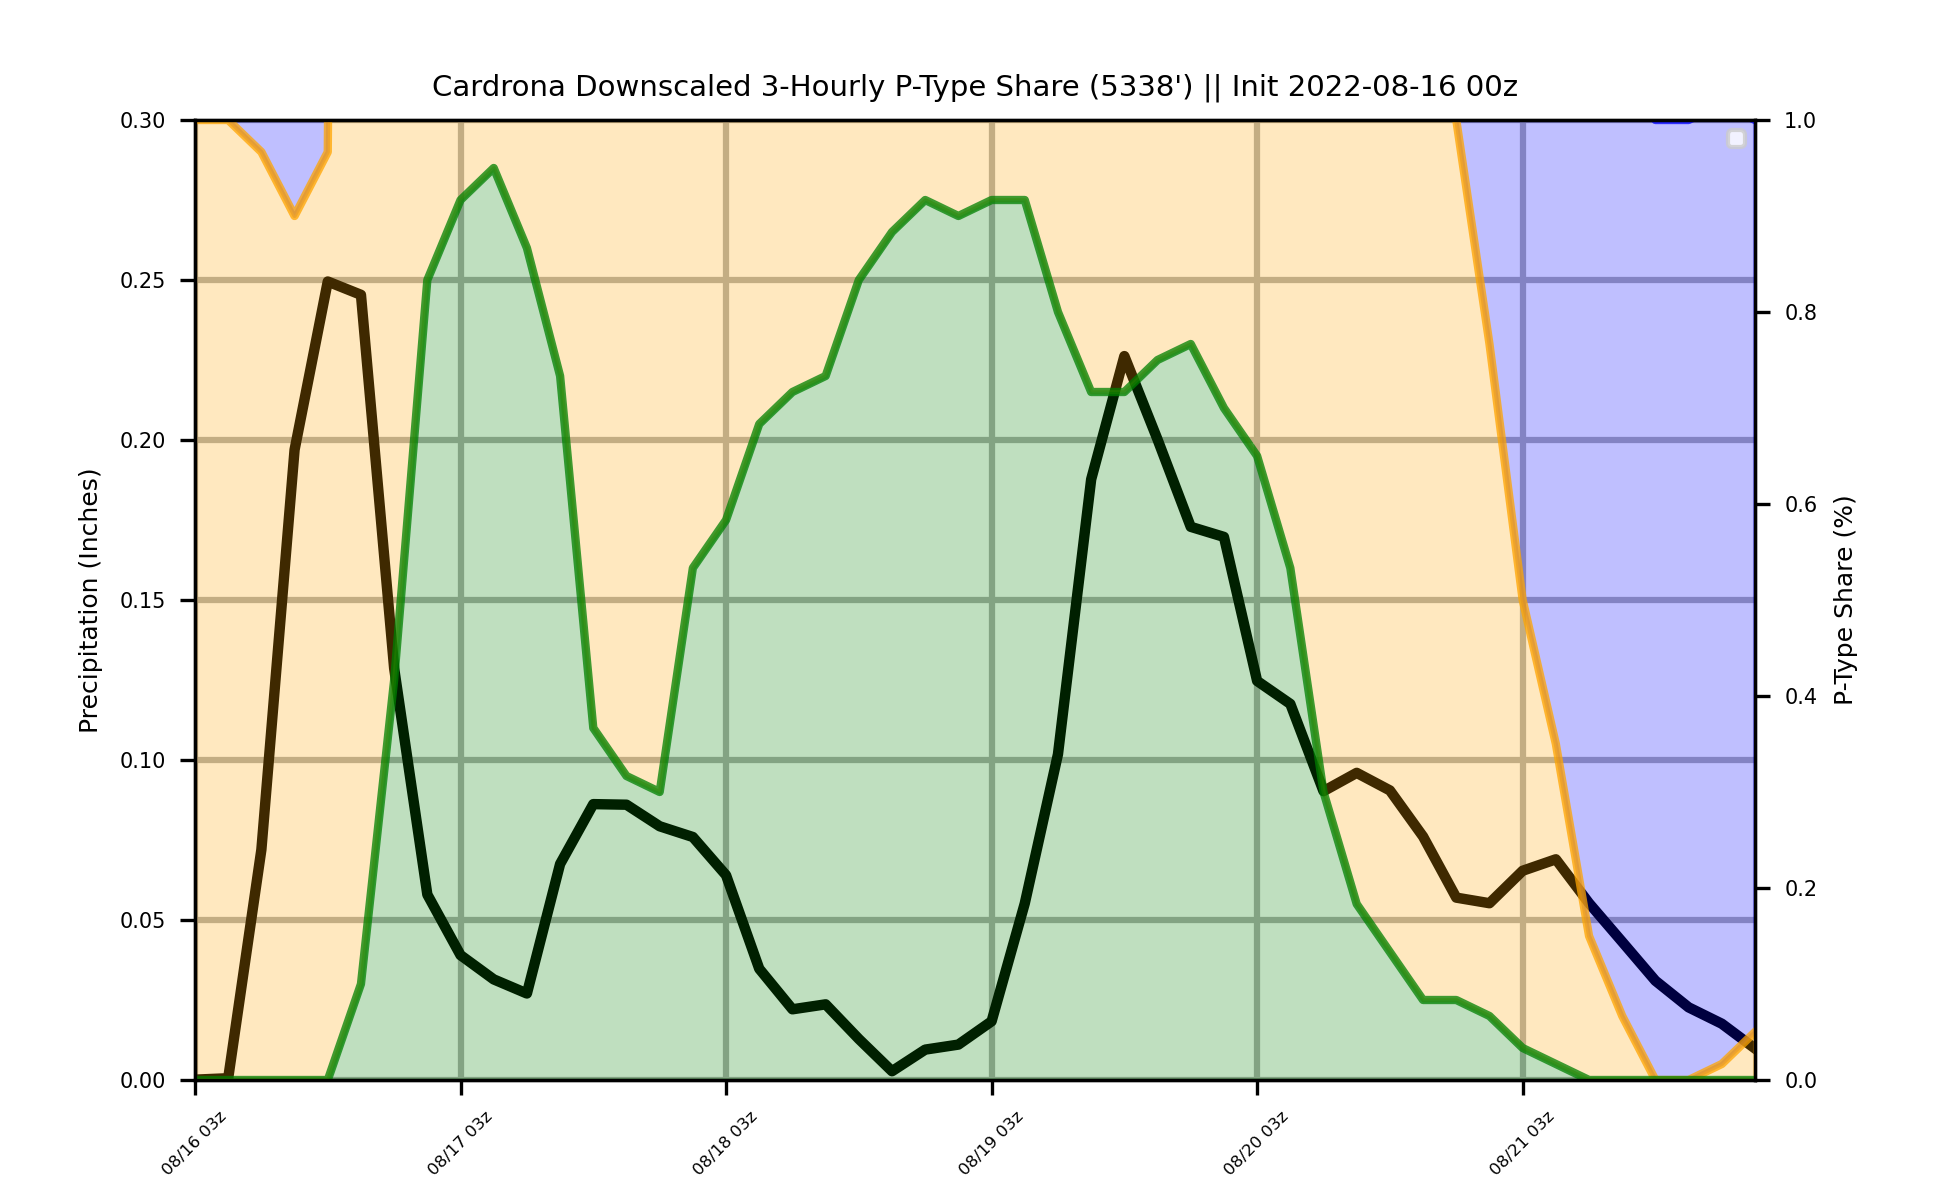 Cardrona Downscaled 3-Hourly P-Type Share (5338') || Init 2022-08-16 00z
0.30
0.25
0.20
0.15
0.10
0.05
0.00
Precipitation (Inches)
1.0
0.8
0.6
0.4
0.2
0.0
P-Type Share (%)
08/16 03z
08/17 03z
08/18 03z
08/19 03z
08/20 03z
08/21 03z